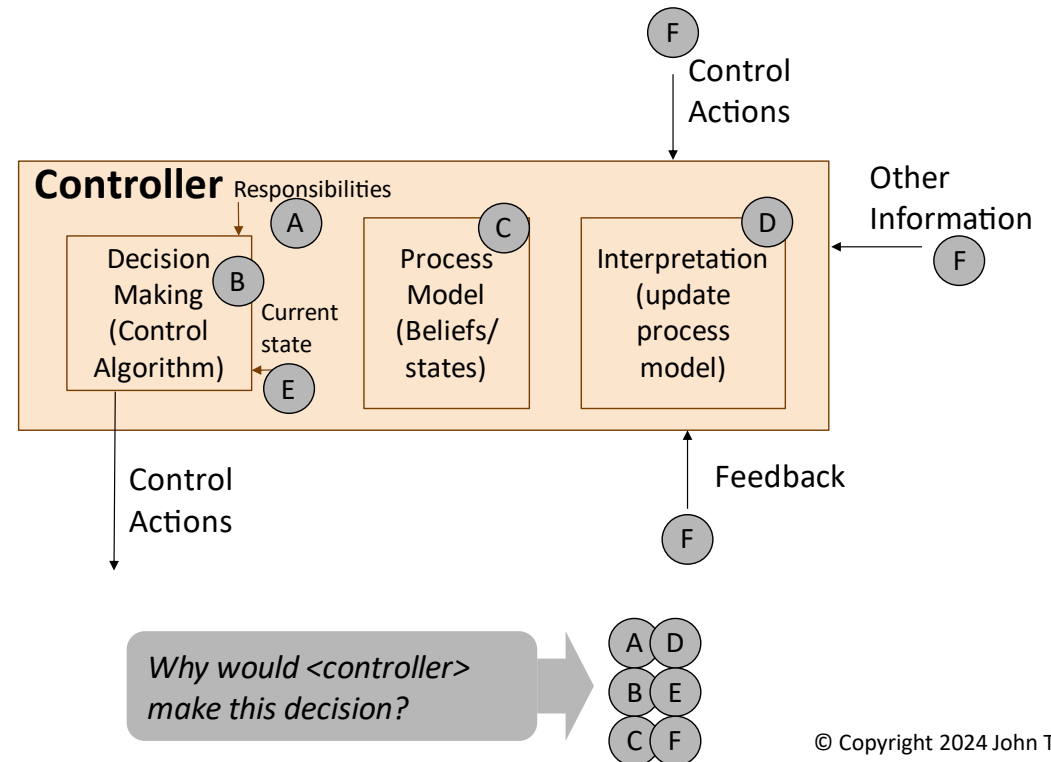 F
Control
Actions
Controller
Responsibilities
A
Decision
Making
(Control
Algorithm)
B
Current
state
E
C
Process
Model
(Beliefs/
states)
D
Interpretation
(update
process
model)
Other
Information
F
Control
Actions
Feedback
F
Why would <controller>
make this decision?
A D
B E
C F
© Copyright 2024 John T